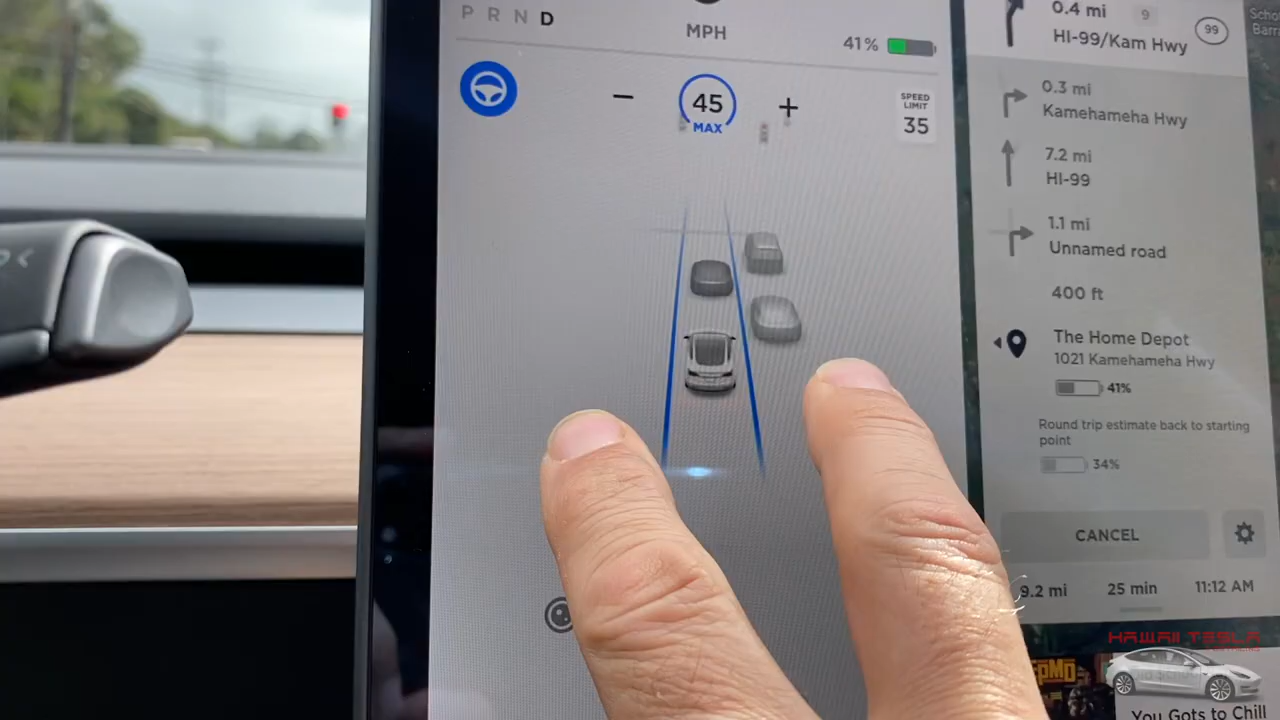 P R N D
MPH
41%
45
MAX
SPEED
LIMIT
35
0.4 mi
9
HI-99/Kam Hwy
99
0.3 mi
Kamehameha Hwy
7.2 mi
HI-99
1.1 mi
Unnamed road
400 ft
The Home Depot
1021 Kamehameha Hwy
41%
Round trip estimate back to starting
point
34%
CANCEL
9.2 mi
25 min
11:12 AM
HAWAII TESLA
EPMD
You Gots to Chill